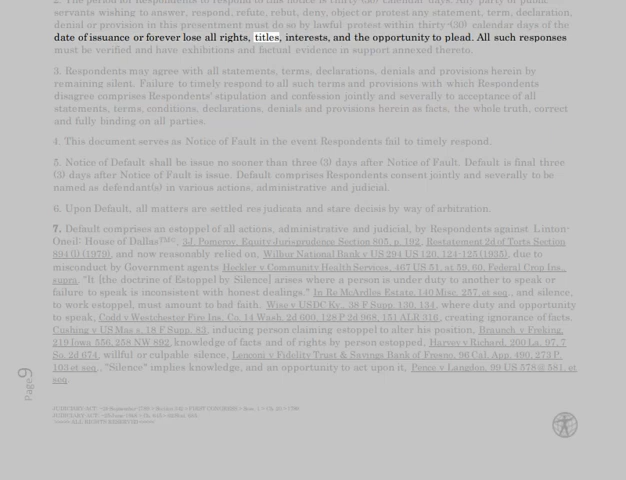 2. The period for Respondents to respond to this notice is thirty (30) calendar days. Any party or public
servants wishing to answer, respond, refute, rebut, deny, object or protest any statement, term, declaration,
denial or provision in this presentment must do so by lawful protest within thirty (30) calendar days of the
date of issuance or forever lose all rights, titles, interests, and the opportunity to plead. All such responses
must be verified and have exhibitions and factual evidence in support annexed thereto.
3. Respondents may agree with all statements, terms, declarations, denials and provisions herein by
remaining silent. Failure to timely respond to all such terms and provisions with which Respondents
disagree comprises Respondents' stipulation and confession jointly and severally to acceptance of all
statements, terms, conditions, declarations, denials and provisions herein as facts, the whole truth, correct
and fully binding on all parties.
4. This document serves as Notice of Fault in the event Respondents fail to timely respond.
5. Notice of Default shall be issue no sooner than three (3) days after Notice of Fault. Default is final three
(3) days after Notice of Fault is issue. Default comprises Respondents consent jointly and severally to be
named as defendant(s) in various actions, administrative and judicial.
6. Upon Default, all matters are settled res judicata and stare decisis by way of arbitration.
7. Default comprises an estoppel of all actions, administrative and judicial, by Respondents against Linton-
Oneil: House of Dallas™©, 3J. Pomeroy, Equity Jurisprudence Section 805, p. 192, Restatement 2d of Torts Section
894 (1) (1979), and now reasonably relied on, Wilbur National Bank v US 294 US 120, 124-125 (1935), due to
misconduct by Government agents Heckler v Community Health Services, 467 US 51, at 59, 60, Federal Crop Ins.,
supra, "It [the doctrine of Estoppel by Silence] arises where a person is under duty to another to speak or
failure to speak is inconsistent with honest dealings." In Re McArdles Estate, 140 Misc. 257, et seq., and silence,
to work estoppel, must amount to bad faith, Wise v USDC Ky., 38 F Supp. 130, 134, where duty and opportunity
to speak, Codd v Westchester Fire Ins. Co. 14 Wash. 2d 600, 128 P 2d 968, 151 ALR 316, creating ignorance of facts,
Cushing v US Mass, 18 F Supp. 83, inducing person claiming estoppel to alter his position, Braunch v Freking,
219 Iowa 556, 258 NW 892, knowledge of facts and of rights by person estopped, Harvey v Richard, 200 La. 97, 7
So. 2d 674, willful or culpable silence, Lencom v Fidelity Trust & Savings Bank of Fresno, 96 Cal. App. 490, 273 P.
103 et seq., "Silence" implies knowledge, and an opportunity to act upon it, Pence v Langdon, 99 US 578 @ 581, et
seq.
Page 9